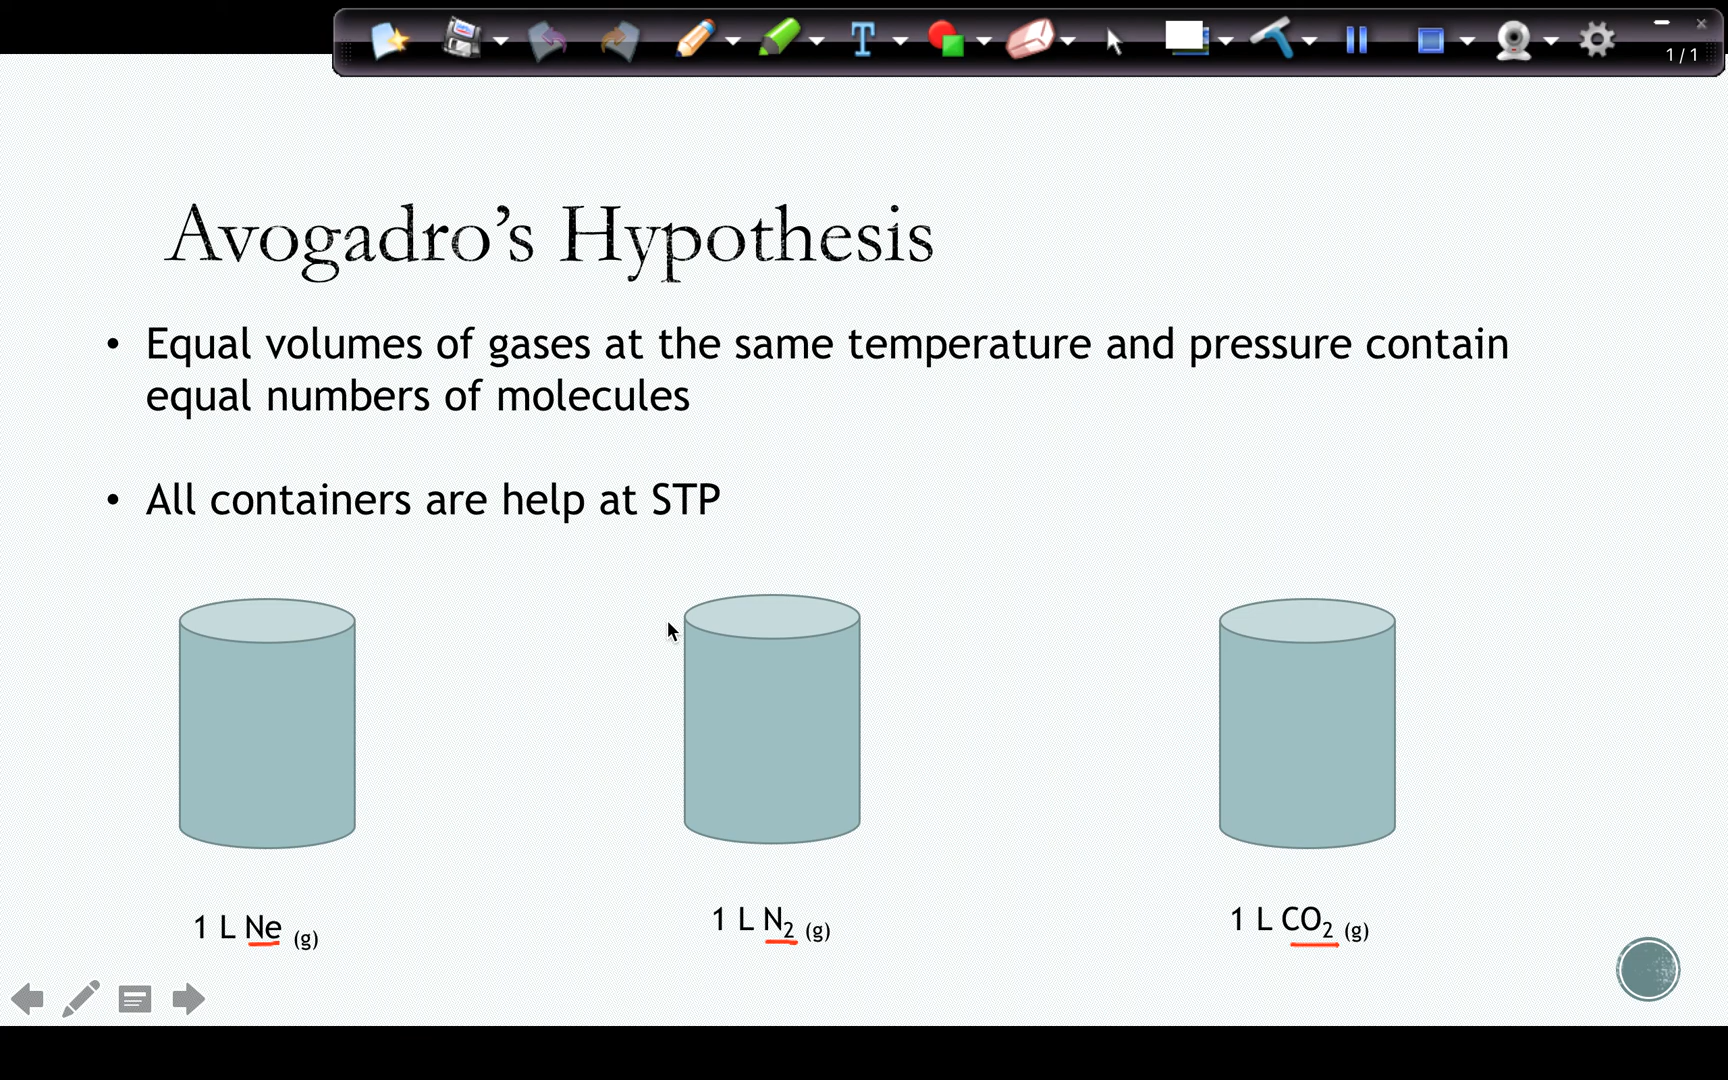 1 / 1
Avogadro’s Hypothesis
• Equal volumes of gases at the same temperature and pressure contain
equal numbers of molecules
• All containers are help at STP
1 L Ne (g)
1 L N₂ (g)
1 L CO₂ (g)